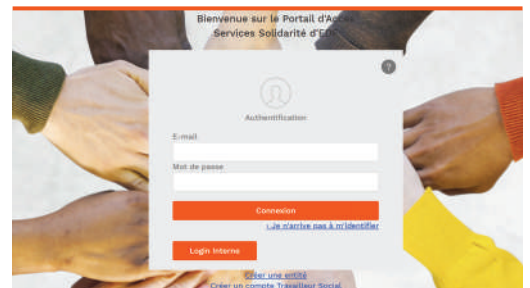 Bienvenue sur le Portail d'Accès
Services Solidarité d'EDF
?
Authentification
E-mail
Mot de passe
Connexion
›Je n'arrive pas à m'identifier
Login Interne
Créer une entité
Créer un compte Travailleur Social